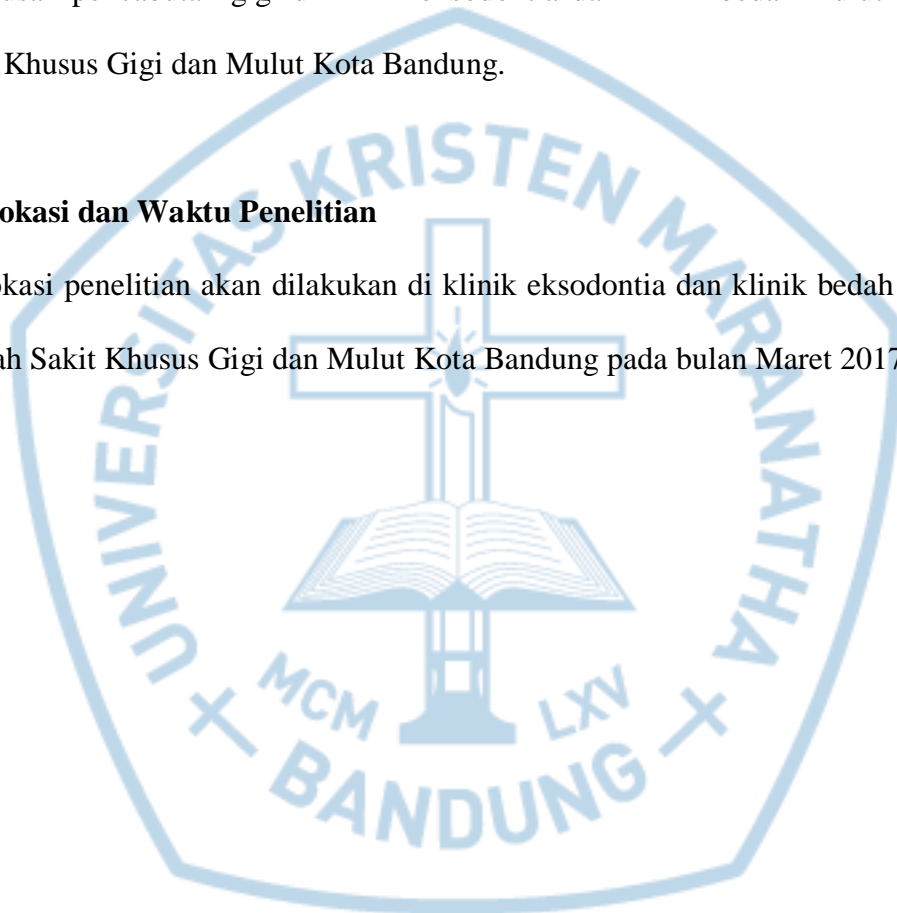 Khusus Gigi dan Mulut Kota Bandung.
okasi dan Waktu Penelitian
okasi penelitian akan dilakukan di klinik eksodontia dan klinik bedah
ah Sakit Khusus Gigi dan Mulut Kota Bandung pada bulan Maret 2017
UNIVERSITAS KRISTEN MARANATHA
MCM LXV
BANDUNG